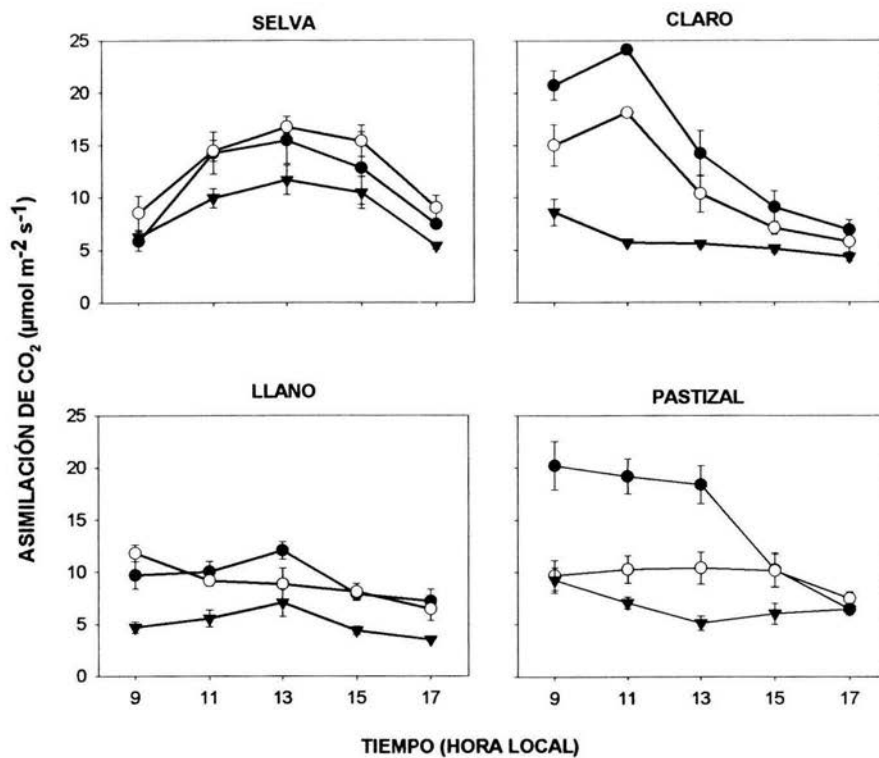 SELVA
CLARO
25
20
15
10
5
0
LLANO
PASTIZAL
25
20
15
10
5
0
9 11 13 15 17
9 11 13 15 17
ASIMILACIÓN DE CO₂ (µmol m⁻² s⁻¹)
TIEMPO (HORA LOCAL)